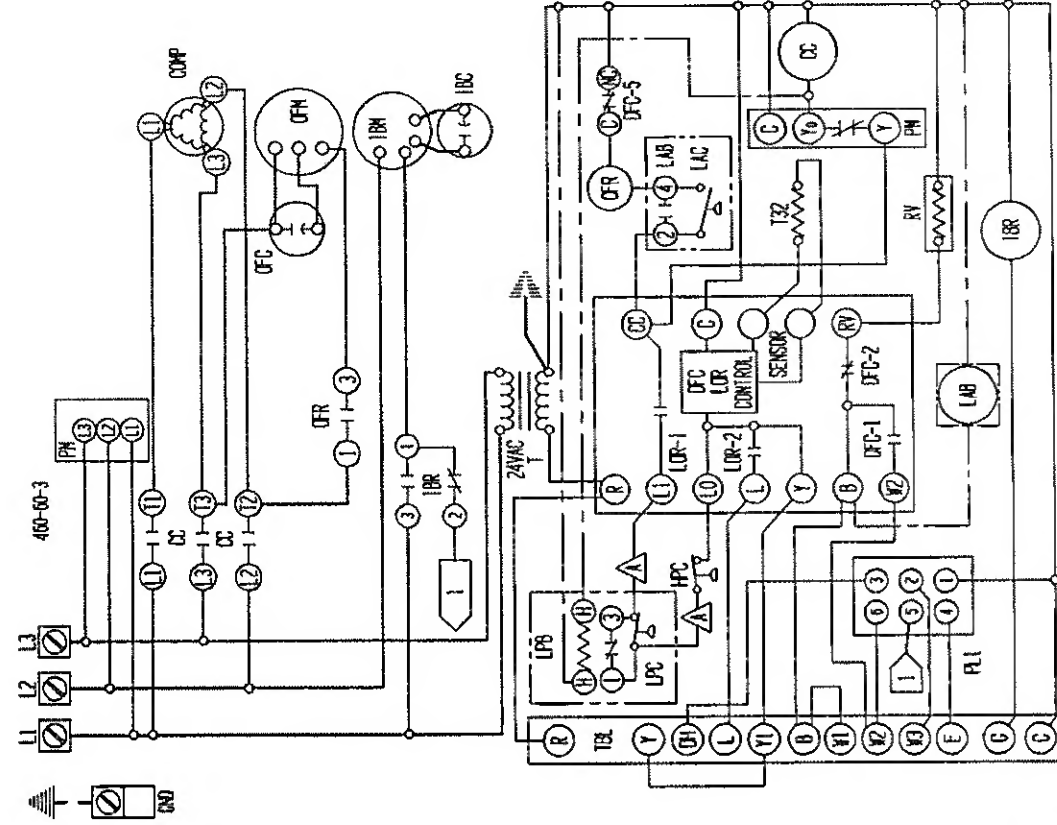 460-60-3
L1 L2 L3
GND
PM
L3
L2
L1
COMP
L1
L2
L3
L1 CC T1
L3 CC T3
L2 T2
OFC
OFM
1 OFR 3
IBM
IBC
3 IBR 1
2
1
24VAC
T
LPB
H H
1 3
LPC
A
A
HPC
TBL
R
Y
OH
L
Y1
B
W1
W2
W3
E
G
C
R
L1
LO
L
Y
B
W2
LOR-1
LOR-2
DFC
LOR
CONTROL
SENSOR
DFC-1
DFC-2
CC
C
RV
OFR
C NC
DFC-5
LAB
2 4
LAC
T32
C
YO
Y
PM
CC
RV
IBR
LAB
PL1
6 3
5 2
4 1
1